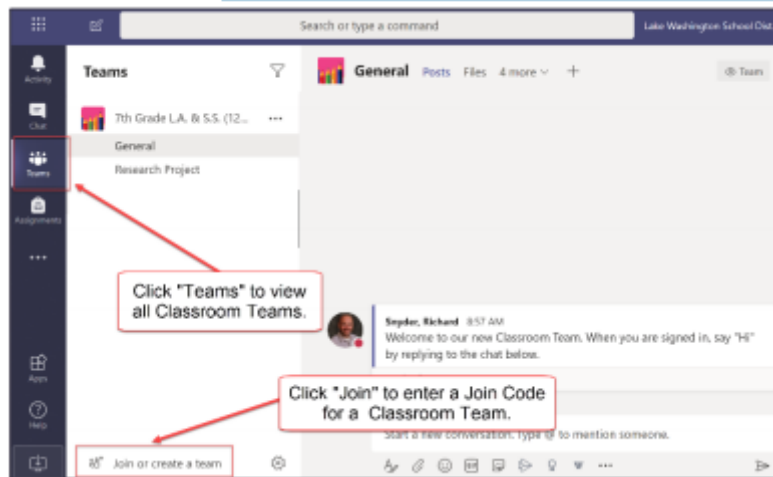 Search or type a command
Lake Washington School Dist
Activity
Chat
Teams
Assignments
Apps
Help
Teams
7th Grade L.A. & S.S. (12...
General
Research Project
Join or create a team
General Posts Files 4 more
Team
Click "Teams" to view
all Classroom Teams.
Snyder, Richard 8:57 AM
Welcome to our new Classroom Team. When you are signed in, say "Hi"
by replying to the chat below.
Click "Join" to enter a Join Code
for a Classroom Team.
Start a new conversation. Type @ to mention someone.